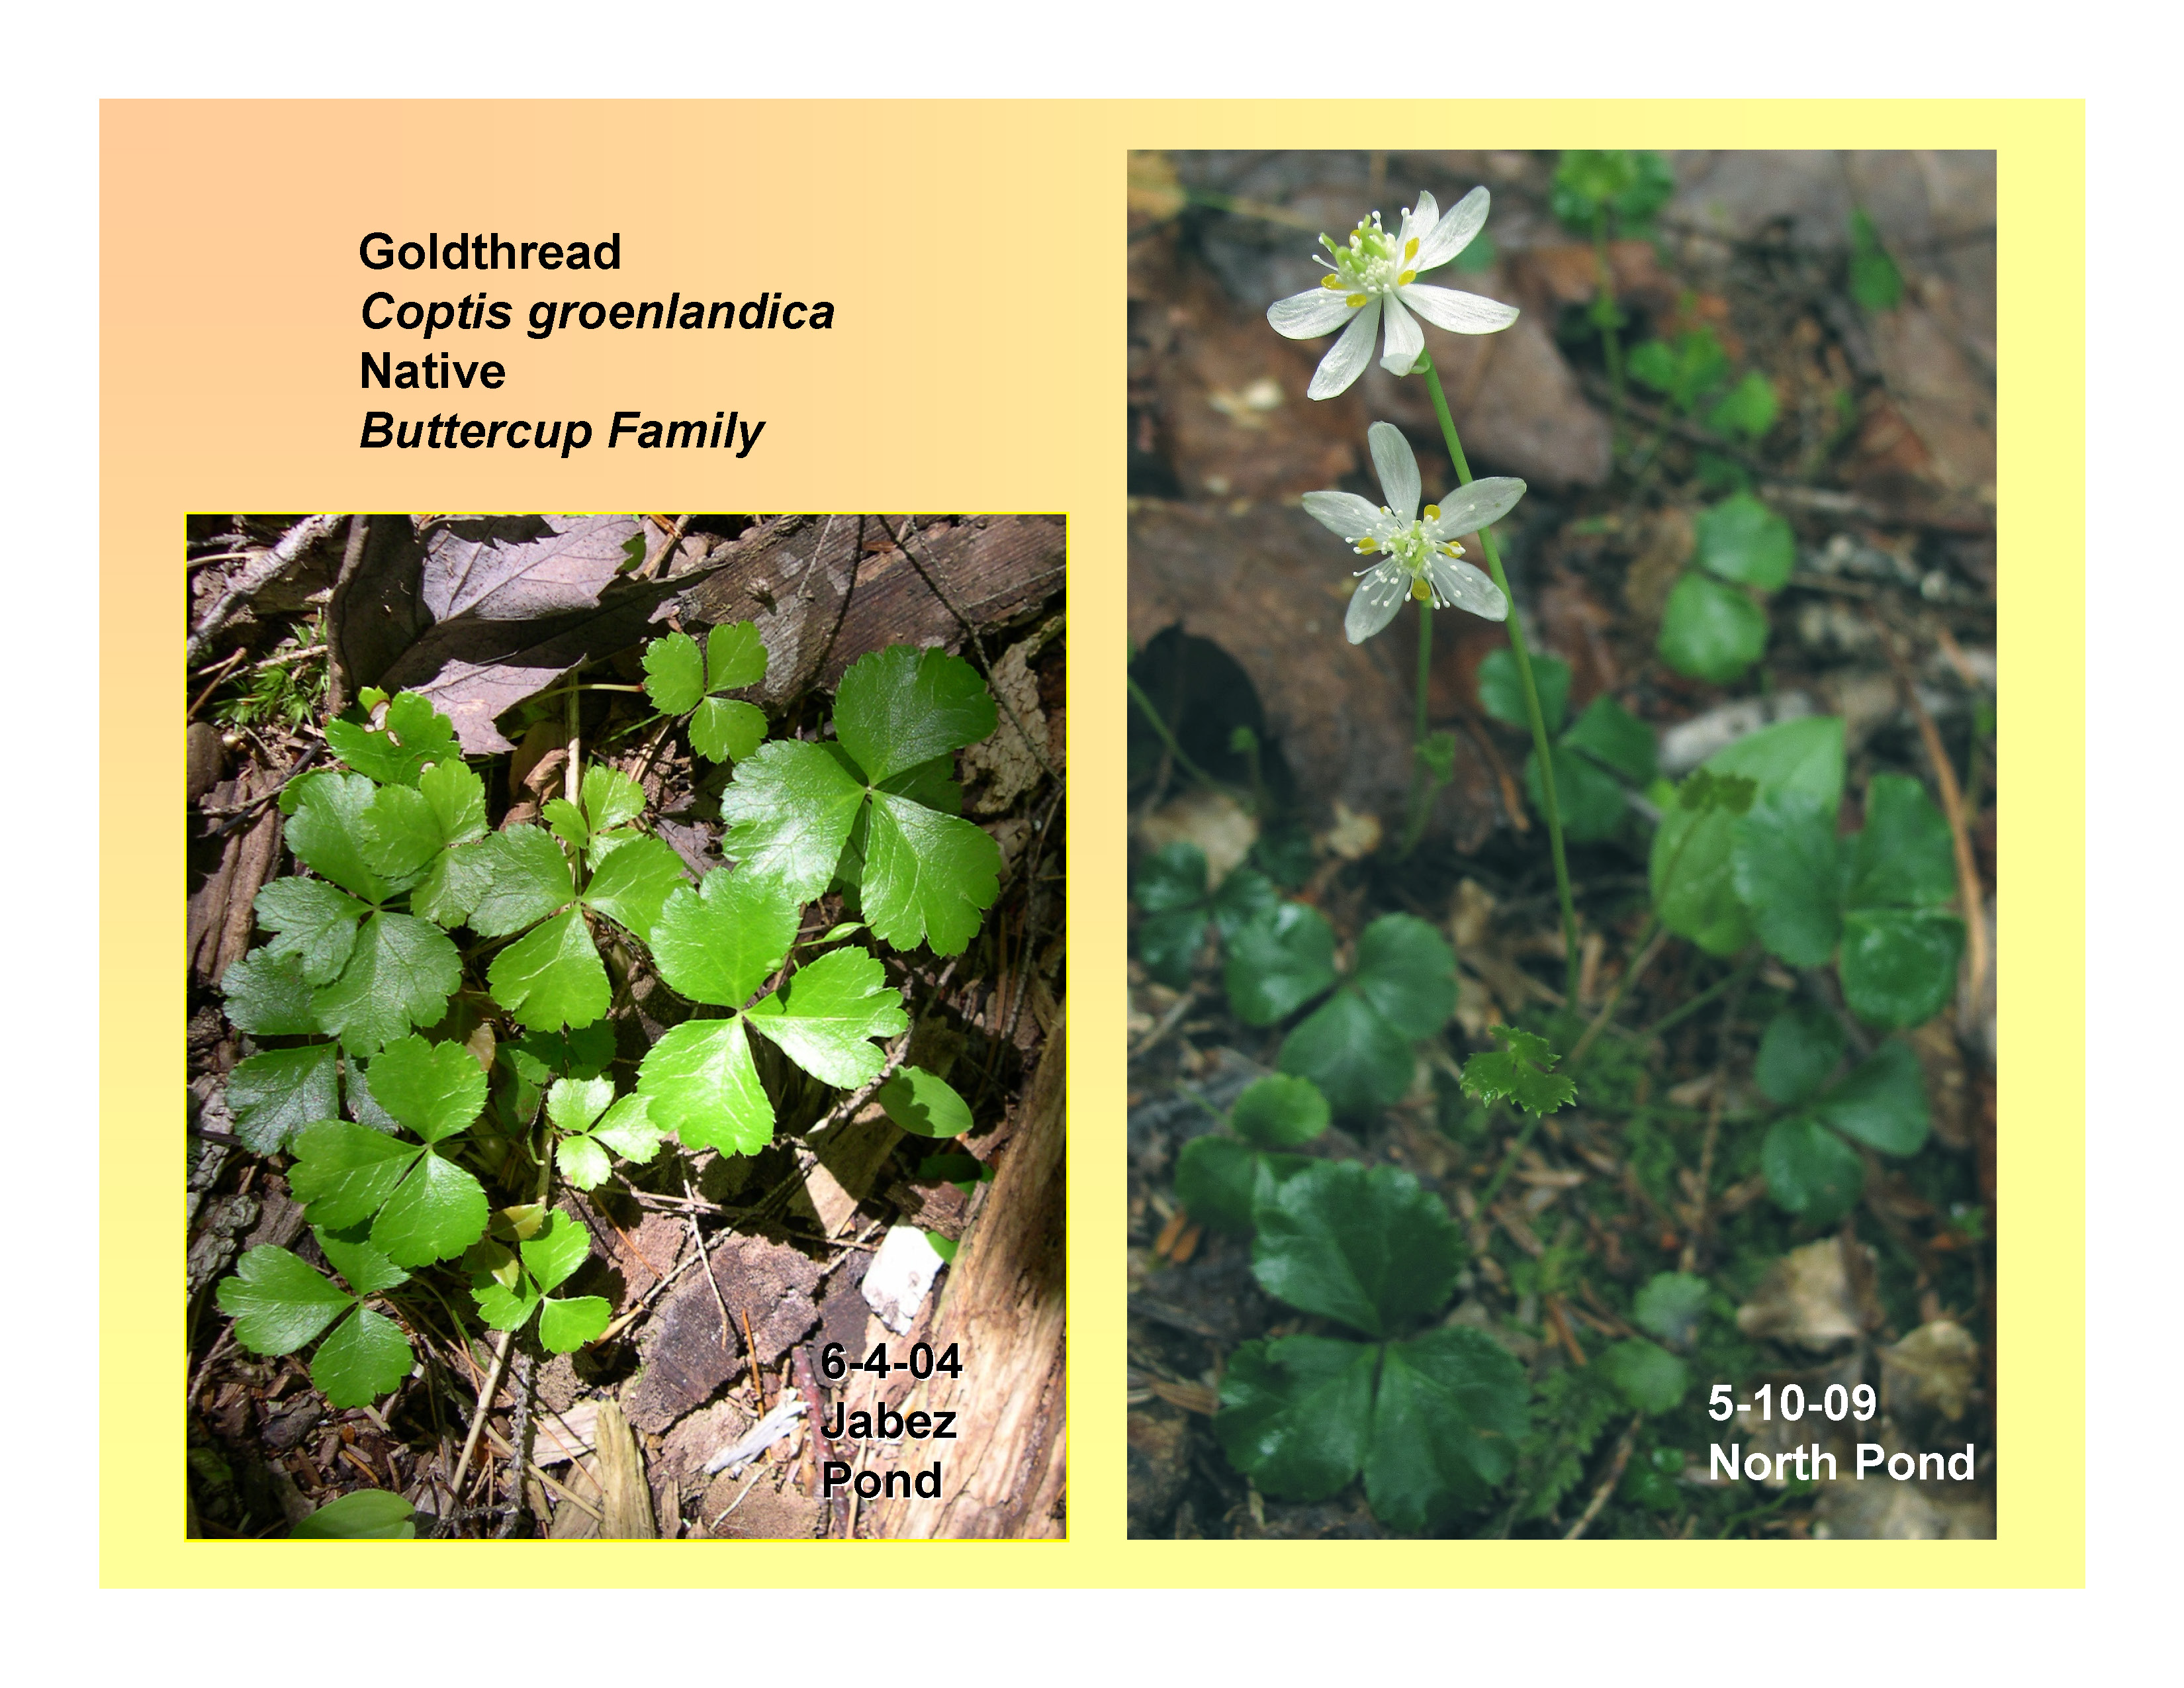 Goldthread
Coptis groenlandica
Native
Buttercup Family
6-4-04
Jabez
Pond
5-10-09
North Pond